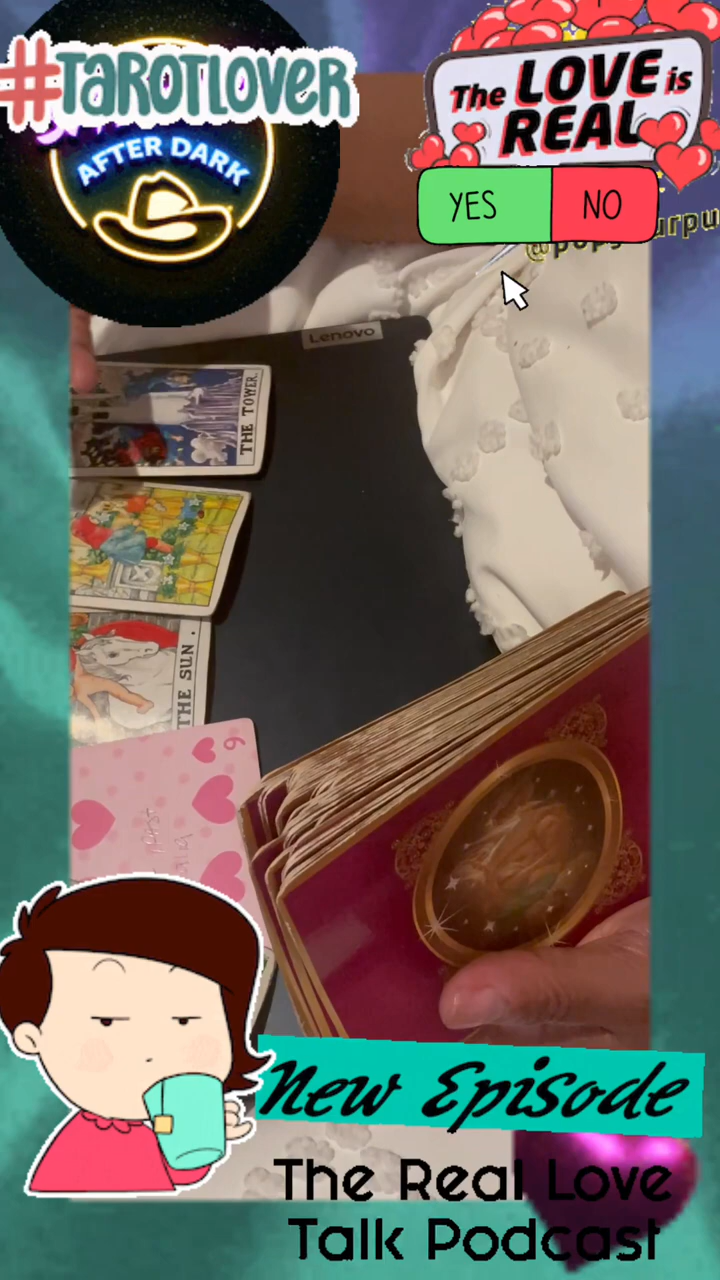 #TAROTLOVER
AFTER DARK
The LOVE is
REAL
YES
NO
Lenovo
THE TOWER.
THE SUN.
6
New Episode
The Real Love
Talk Podcast